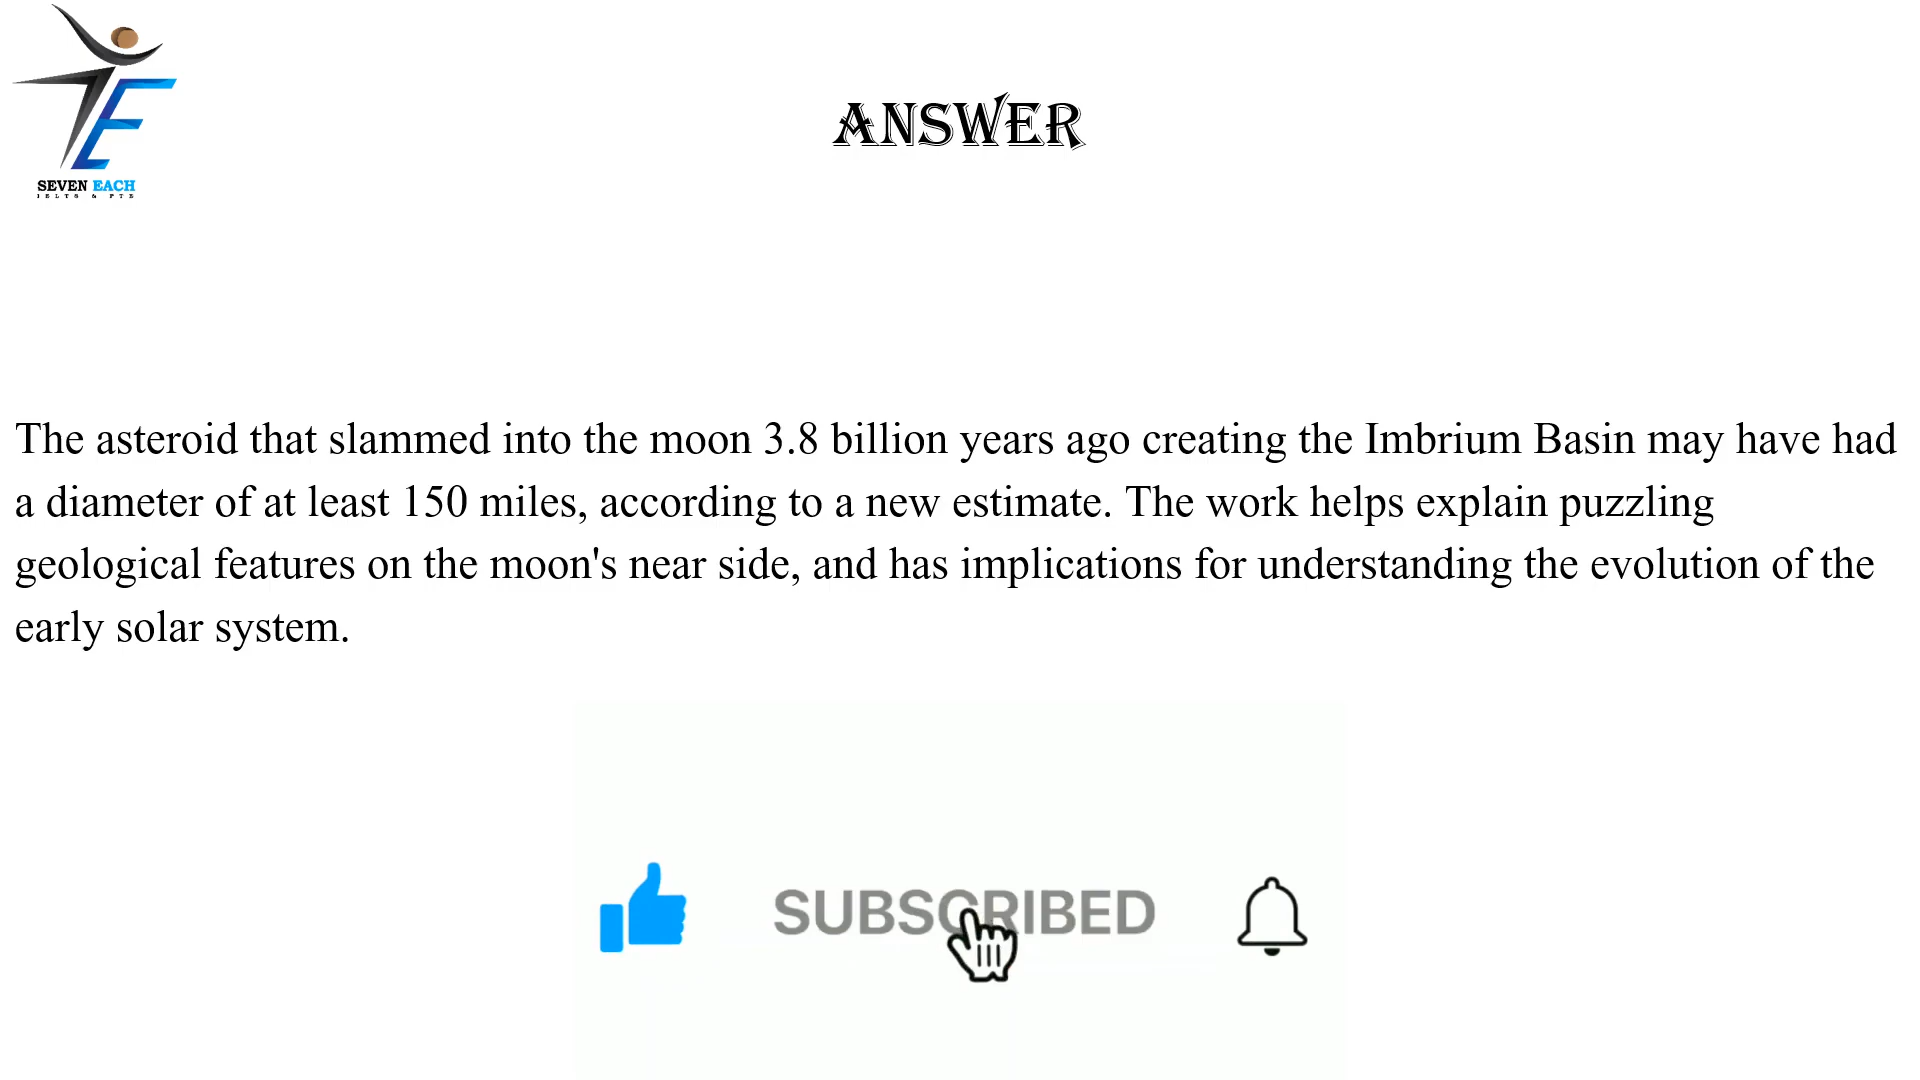 SEVEN EACH
IELTS & PTE
ANSWER
The asteroid that slammed into the moon 3.8 billion years ago creating the Imbrium Basin may have had
a diameter of at least 150 miles, according to a new estimate. The work helps explain puzzling
geological features on the moon's near side, and has implications for understanding the evolution of the
early solar system.
SUBSCRIBED